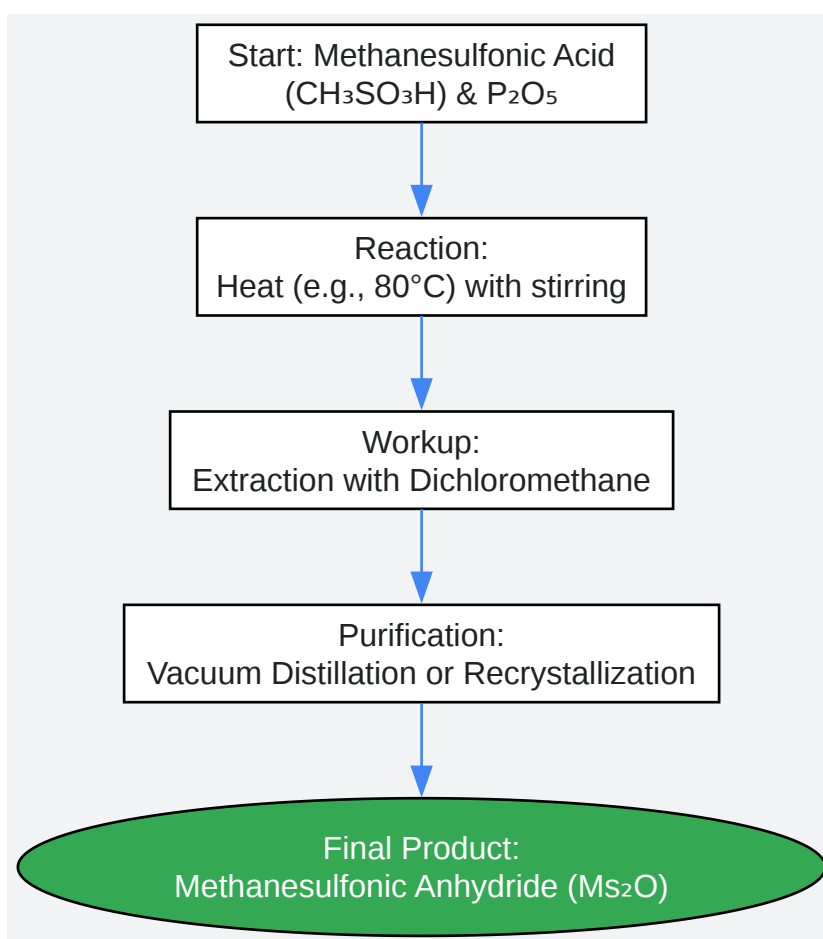 Start: Methanesulfonic Acid
(CH₃SO₃H) & P₂O₅
Reaction:
Heat (e.g., 80°C) with stirring
Workup:
Extraction with Dichloromethane
Purification:
Vacuum Distillation or Recrystallization
Final Product:
Methanesulfonic Anhydride (Ms₂O)